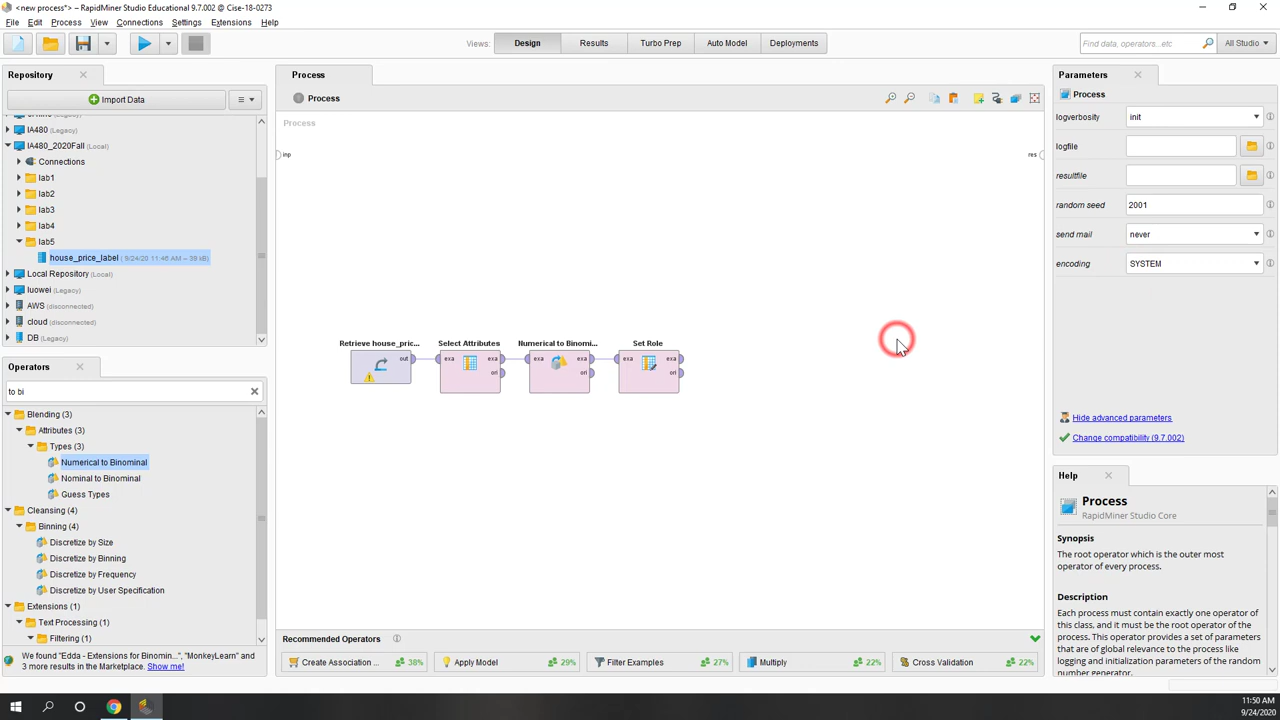 <new process*> – RapidMiner Studio Educational 9.7.002 @ Cise-18-0273
File Edit Process View Connections Settings Extensions Help
Views: Design Results Turbo Prep Auto Model Deployments
Find data, operators...etc
All Studio
Repository
Import Data
IA480 (Legacy)
IA480_2020Fall (Local)
Connections
lab1
lab2
lab3
lab4
lab5
house_price_label ( 9/24/20 11:46 AM – 39 kB)
Local Repository (Local)
luowei (Legacy)
AWS (disconnected)
cloud (disconnected)
DB (Legacy)
Operators
to bi
Blending (3)
Attributes (3)
Types (3)
Numerical to Binominal
Nominal to Binominal
Guess Types
Cleansing (4)
Binning (4)
Discretize by Size
Discretize by Binning
Discretize by Frequency
Discretize by User Specification
Extensions (1)
Text Processing (1)
Filtering (1)
We found "Edda - Extensions for Binomin...", "MonkeyLearn" and
3 more results in the Marketplace. Show me!
Process
Process
Process
inp
res
Retrieve house_pric...
out
Select Attributes
exa exa
ori
Numerical to Binomi...
exa exa
ori
Set Role
exa exa
ori
Recommended Operators
Create Association ... 38%
Apply Model 29%
Filter Examples 27%
Multiply 22%
Cross Validation 22%
Parameters
Process
logverbosity init
logfile
resultfile
random seed 2001
send mail never
encoding SYSTEM
Hide advanced parameters
Change compatibility (9.7.002)
Help
Process
RapidMiner Studio Core
Synopsis
The root operator which is the outer most
operator of every process.
Description
Each process must contain exactly one operator of
this class, and it must be the root operator of the
process. This operator provides a set of parameters
that are of global relevance to the process like
logging and initialization parameters of the random
number generator.
11:50 AM
9/24/2020